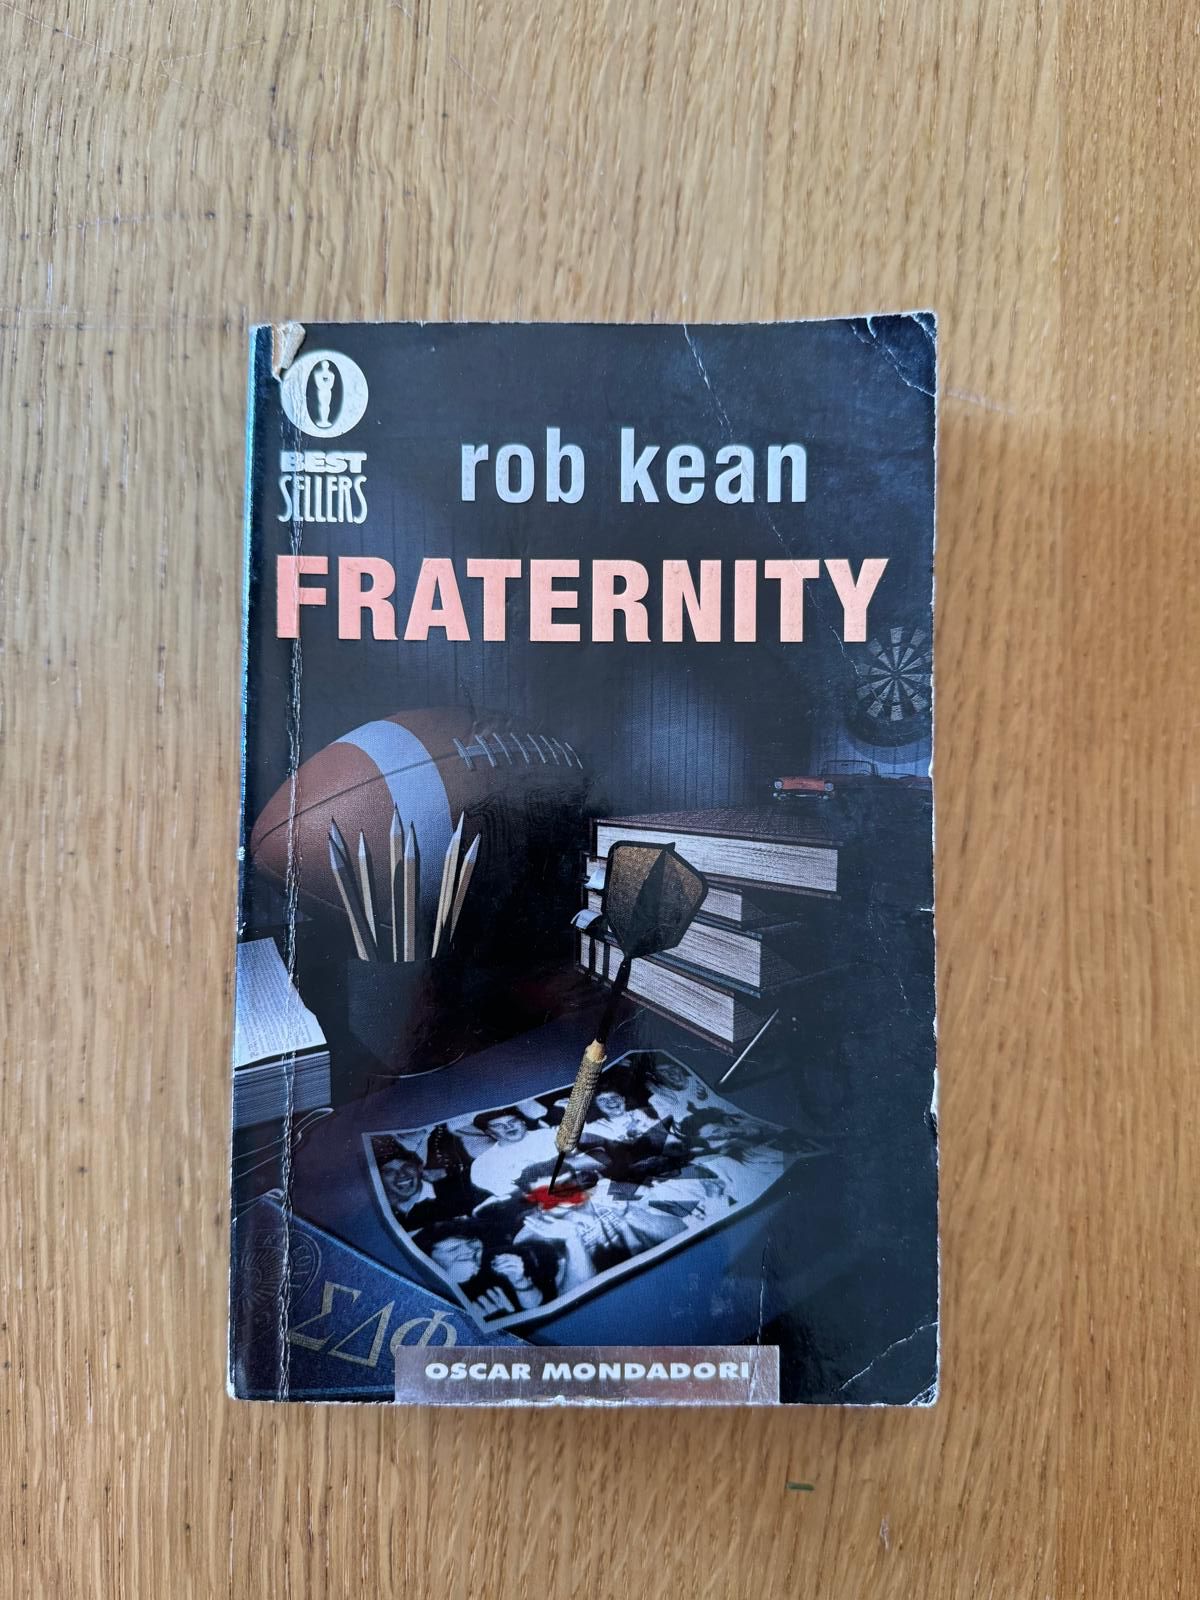 BEST
SELLERS
rob kean
FRATERNITY
ΣΔΦ
OSCAR MONDADORI